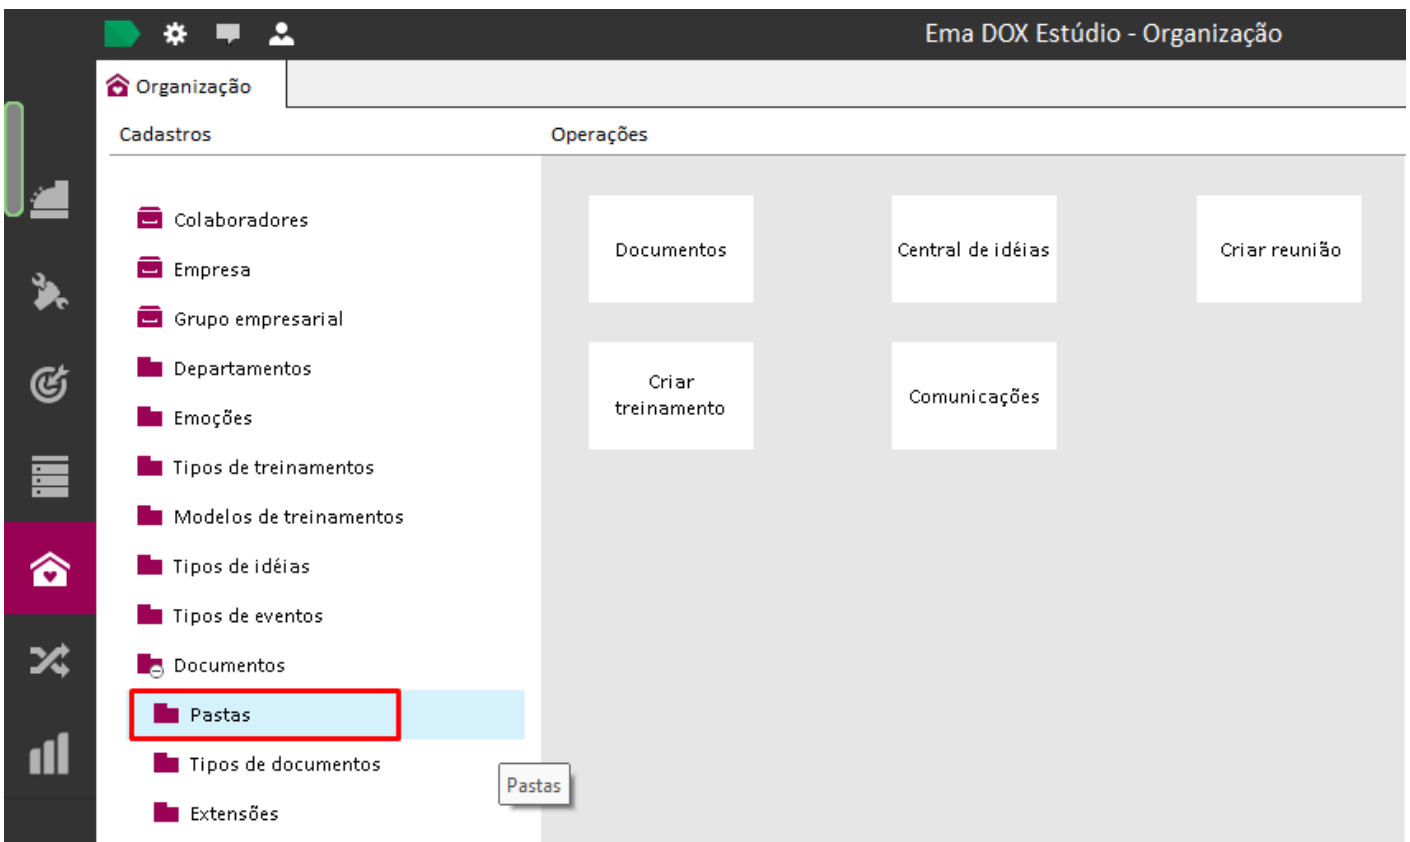 Ema DOX Estúdio - Organização
Organização
Cadastros
Operações
Colaboradores
Empresa
Grupo empresarial
Departamentos
Emoções
Tipos de treinamentos
Modelos de treinamentos
Tipos de idéias
Tipos de eventos
Documentos
Pastas
Tipos de documentos
Extensões
Documentos
Central de idéias
Criar reunião
Criar
treinamento
Comunicações
Pastas